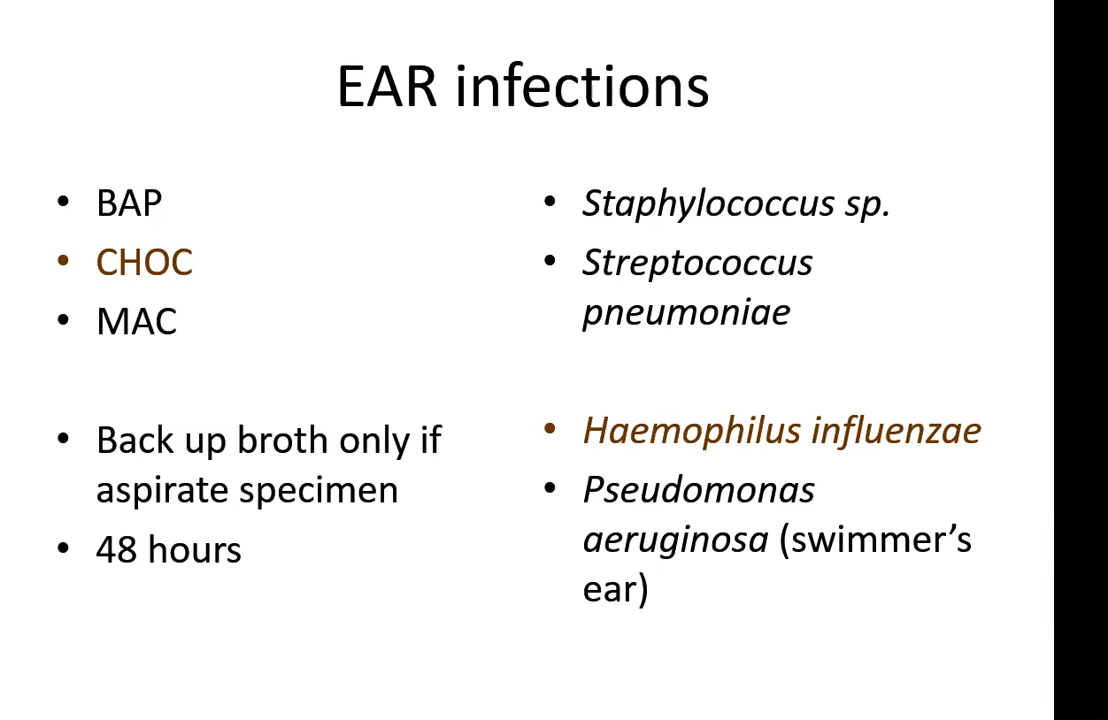 EAR infections
• BAP
• CHOC
• MAC
• Back up broth only if
aspirate specimen
• 48 hours
• Staphylococcus sp.
• Streptococcus
pneumoniae
• Haemophilus influenzae
• Pseudomonas
aeruginosa (swimmer’s
ear)